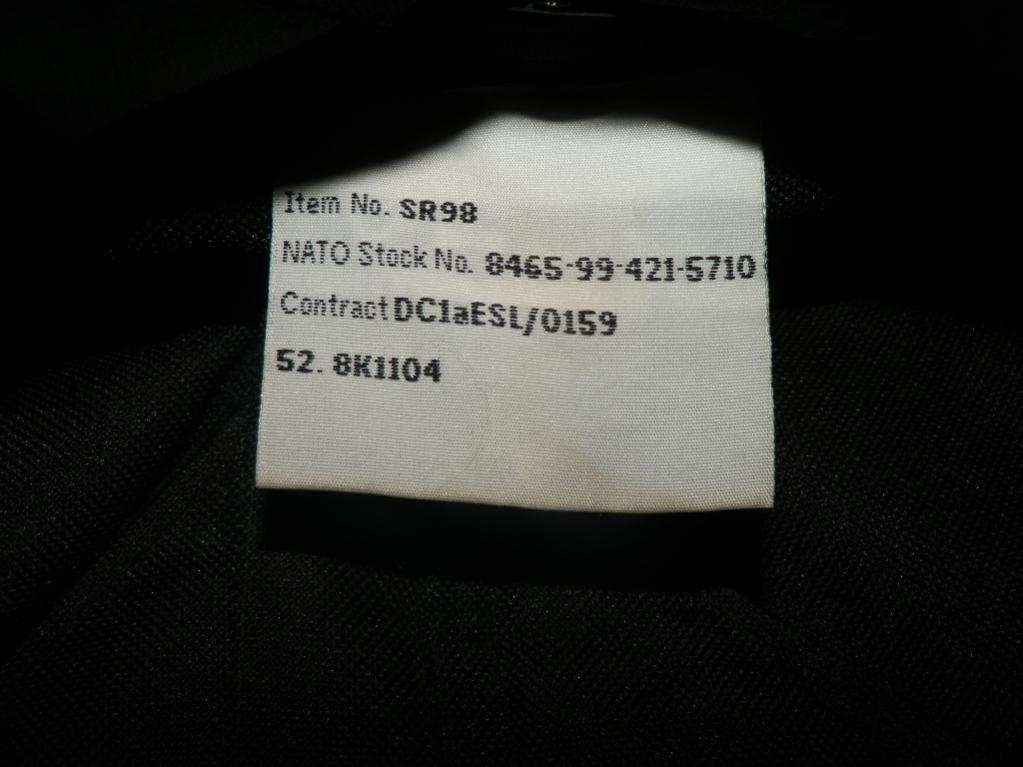 Item No. SR98
NATO Stock No. 8465-99-421-5710
Contract DC1aESL/0159
52. 8K1104